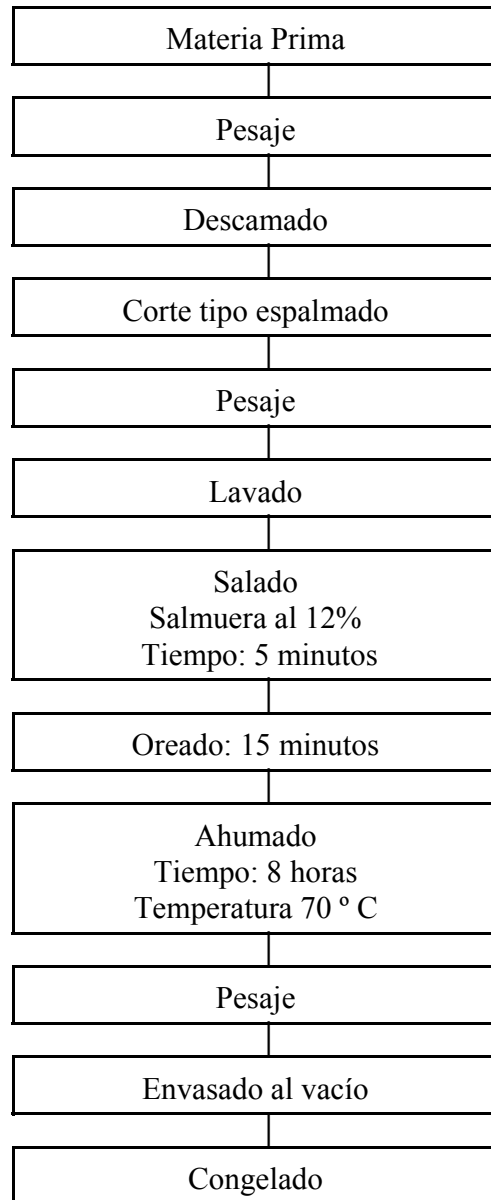 Materia Prima
Pesaje
Descamado
Corte tipo espalmado
Pesaje
Lavado
Salado
Salmuera al 12%
Tiempo: 5 minutos
Oreado: 15 minutos
Ahumado
Tiempo: 8 horas
Temperatura 70 º C
Pesaje
Envasado al vacío
Congelado